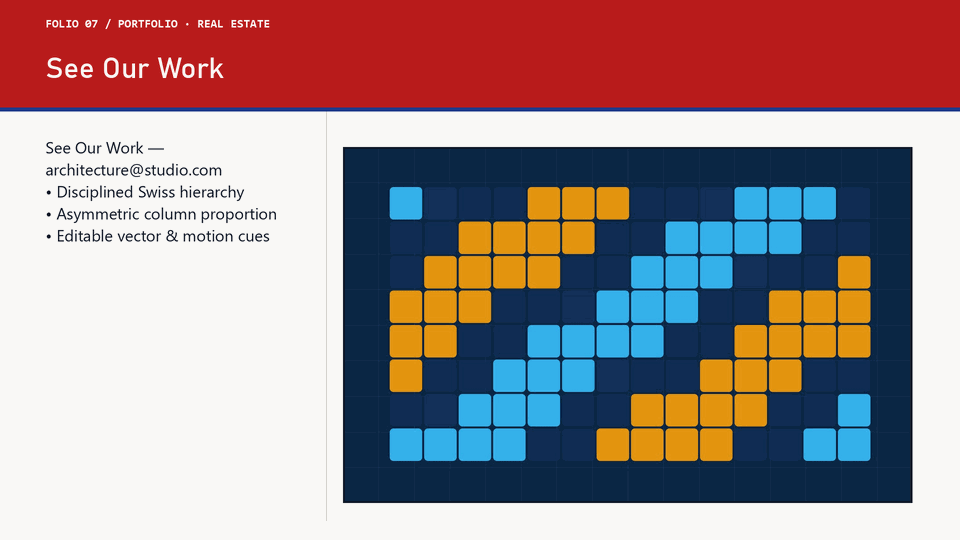 FOLIO 07 / PORTFOLIO · REAL ESTATE
See Our Work
See Our Work —
architecture@studio.com
• Disciplined Swiss hierarchy
• Asymmetric column proportion
• Editable vector & motion cues